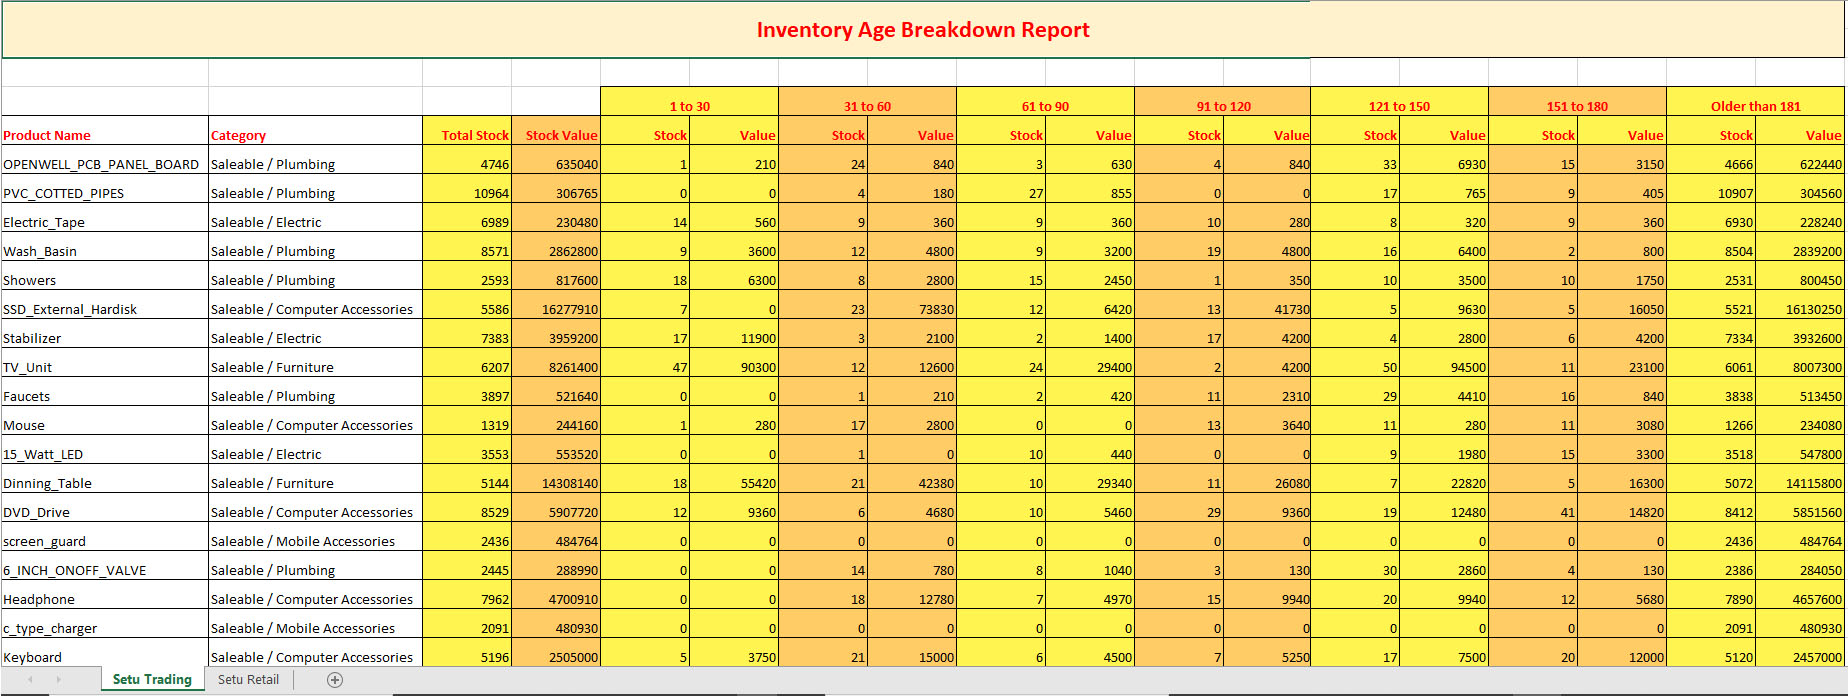 Inventory Age Breakdown Report
1 to 30 31 to 60 61 to 90 91 to 120 121 to 150 151 to 180 Older than 181
Product Name Category Total Stock Stock Value Stock Value Stock Value Stock Value Stock Value Stock Value Stock Value Stock Value
OPENWELL_PCB_PANEL_BOARD Saleable / Plumbing 4746 635040 1 210 24 840 3 630 4 840 33 6930 15 3150 4666 622440
PVC_COTTED_PIPES Saleable / Plumbing 10964 306765 0 0 4 180 27 855 0 0 17 765 9 405 10907 304560
Electric_Tape Saleable / Electric 6989 230480 14 560 9 360 9 360 10 280 8 320 9 360 6930 228240
Wash_Basin Saleable / Plumbing 8571 2862800 9 3600 12 4800 9 3200 19 4800 16 6400 2 800 8504 2839200
Showers Saleable / Plumbing 2593 817600 18 6300 8 2800 15 2450 1 350 10 3500 10 1750 2531 800450
SSD_External_Hardisk Saleable / Computer Accessories 5586 16277910 7 0 23 73830 12 6420 13 41730 5 9630 5 16050 5521 16130250
Stabilizer Saleable / Electric 7383 3959200 17 11900 3 2100 2 1400 17 4200 4 2800 6 4200 7334 3932600
TV_Unit Saleable / Furniture 6207 8261400 47 90300 12 12600 24 29400 2 4200 50 94500 11 23100 6061 8007300
Faucets Saleable / Plumbing 3897 521640 0 0 1 210 2 420 11 2310 29 4410 16 840 3838 513450
Mouse Saleable / Computer Accessories 1319 244160 1 280 17 2800 0 0 13 3640 11 280 11 3080 1266 234080
15_Watt_LED Saleable / Electric 3553 553520 0 0 1 0 10 440 0 0 9 1980 15 3300 3518 547800
Dinning_Table Saleable / Furniture 5144 14308140 18 55420 21 42380 10 29340 11 26080 7 22820 5 16300 5072 14115800
DVD_Drive Saleable / Computer Accessories 8529 5907720 12 9360 6 4680 10 5460 29 9360 19 12480 41 14820 8412 5851560
screen_guard Saleable / Mobile Accessories 2436 484764 0 0 0 0 0 0 0 0 0 0 0 0 2436 484764
6_INCH_ONOFF_VALVE Saleable / Plumbing 2445 288990 0 0 14 780 8 1040 3 130 30 2860 4 130 2386 284050
Headphone Saleable / Computer Accessories 7962 4700910 0 0 18 12780 7 4970 15 9940 20 9940 12 5680 7890 4657600
c_type_charger Saleable / Mobile Accessories 2091 480930 0 0 0 0 0 0 0 0 0 0 0 0 2091 480930
Keyboard Saleable / Computer Accessories 5196 2505000 5 3750 21 15000 6 4500 7 5250 17 7500 20 12000 5120 2457000
Setu Trading Setu Retail